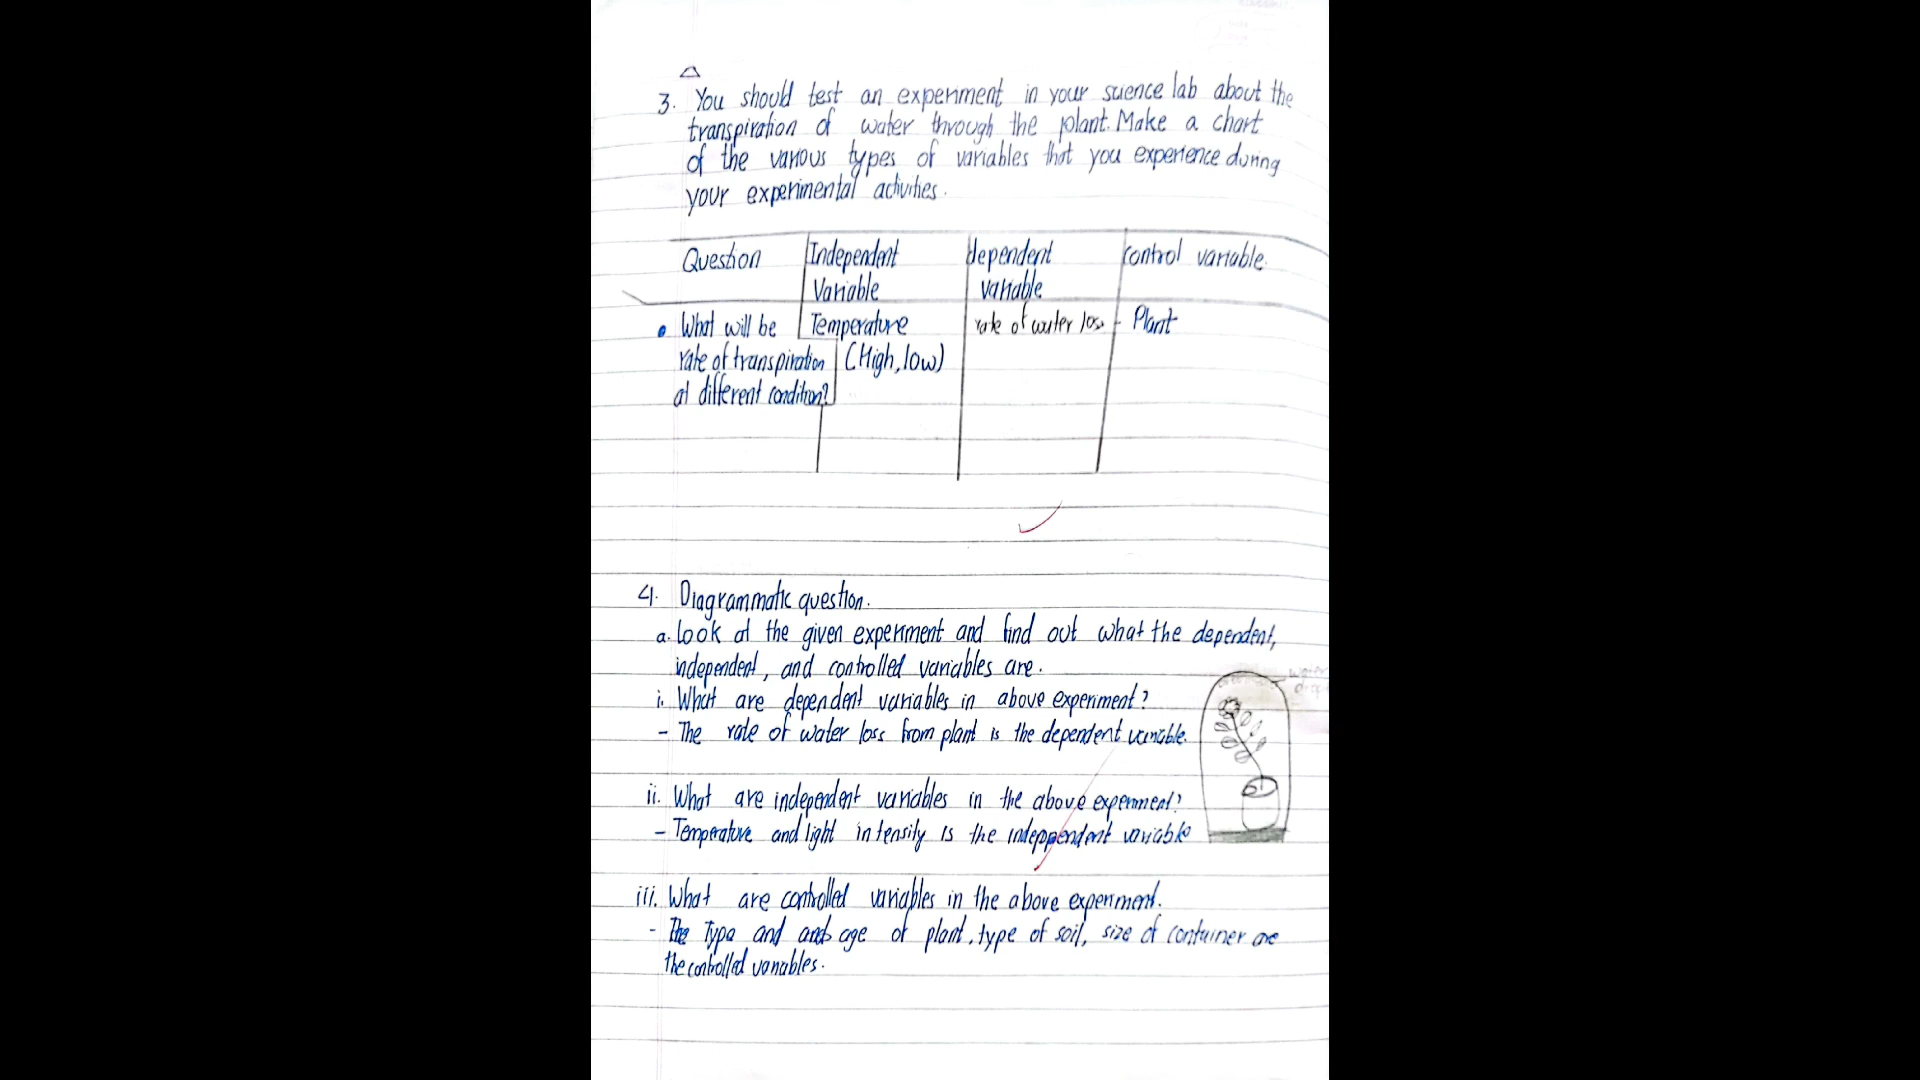 3. You should test an experiment in your science lab about the
transpiration of water through the plant. Make a chart
of the various types of variables that you experience during
your experimental activities.
Question Independent dependent control variable.
Variable variable
• What will be Temperature rate of water loss - Plant
rate of transpiration (High, low)
at different condition?
4. Diagrammatic question.
a. Look at the given experiment and find out what the dependent,
independent, and controlled variables are.
i. What are dependent variables in above experiment?
- The rate of water loss from plant is the dependent variable.
ii. What are independent variables in the above experiment?
- Temperature and light intensity is the indeppendent variable
iii. What are controlled variables in the above experiment.
- The Type and age of plant, type of soil, size of container are
the controlled variables.